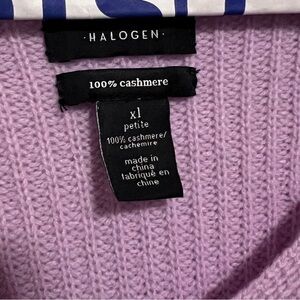 ·HALOGEN·
100% cashmere
xl
petite
100% cashmere/
cachemire
made in
china
fabriqué en
chine